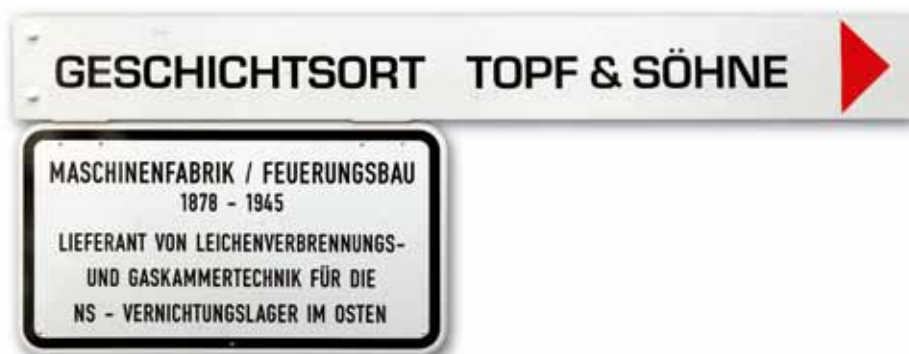 GESCHICHTSORT TOPF & SÖHNE
MASCHINENFABRIK / FEUERUNGSBAU
1878 - 1945
LIEFERANT VON LEICHENVERBRENNUNGS-
UND GASKAMMERTECHNIK FÜR DIE
NS - VERNICHTUNGSLAGER IM OSTEN